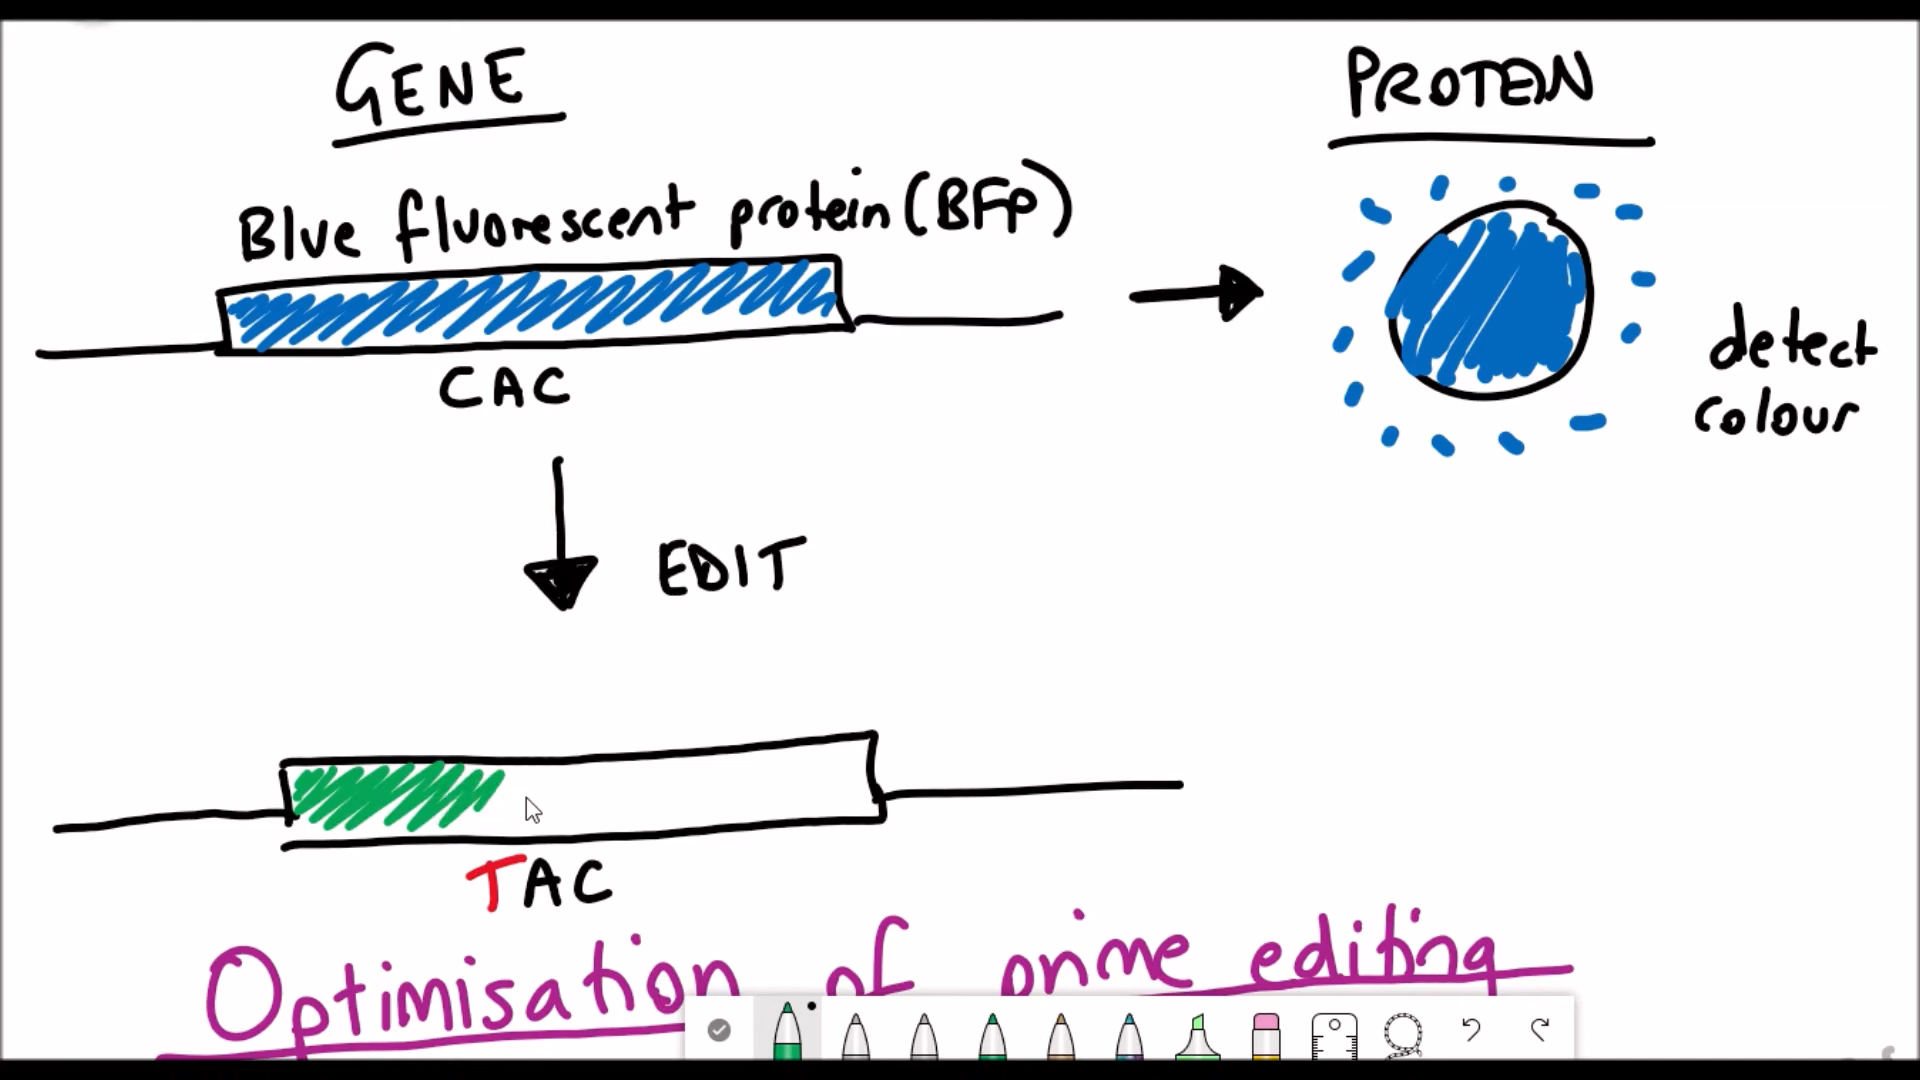 GENE
PROTEIN
Blue fluorescent protein (BFP)
CAC
detect
colour
EDIT
TAC
Optimisation of prime editing